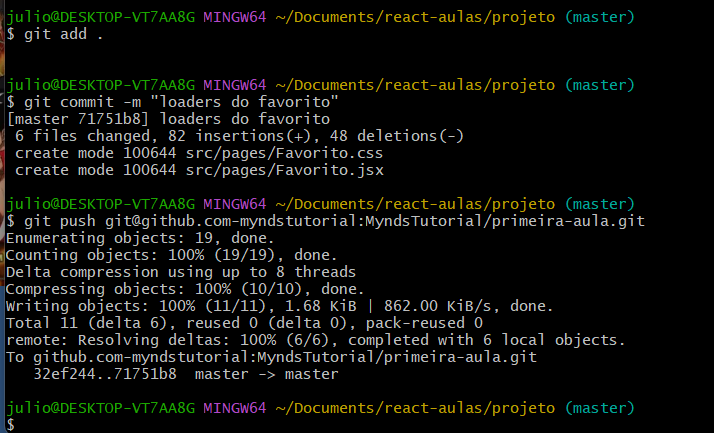 julio@DESKTOP-VT7AA8G MINGW64 ~/Documents/react-aulas/projeto (master)
$ git add .
julio@DESKTOP-VT7AA8G MINGW64 ~/Documents/react-aulas/projeto (master)
$ git commit -m "loaders do favorito"
[master 71751b8] loaders do favorito
 6 files changed, 82 insertions(+), 48 deletions(-)
 create mode 100644 src/pages/Favorito.css
 create mode 100644 src/pages/Favorito.jsx
julio@DESKTOP-VT7AA8G MINGW64 ~/Documents/react-aulas/projeto (master)
$ git push git@github.com-myndstutorial:MyndsTutorial/primeira-aula.git
Enumerating objects: 19, done.
Counting objects: 100% (19/19), done.
Delta compression using up to 8 threads
Compressing objects: 100% (10/10), done.
Writing objects: 100% (11/11), 1.68 KiB | 862.00 KiB/s, done.
Total 11 (delta 6), reused 0 (delta 0), pack-reused 0
remote: Resolving deltas: 100% (6/6), completed with 6 local objects.
To github.com-myndstutorial:MyndsTutorial/primeira-aula.git
   32ef244..71751b8  master -> master
julio@DESKTOP-VT7AA8G MINGW64 ~/Documents/react-aulas/projeto (master)
$